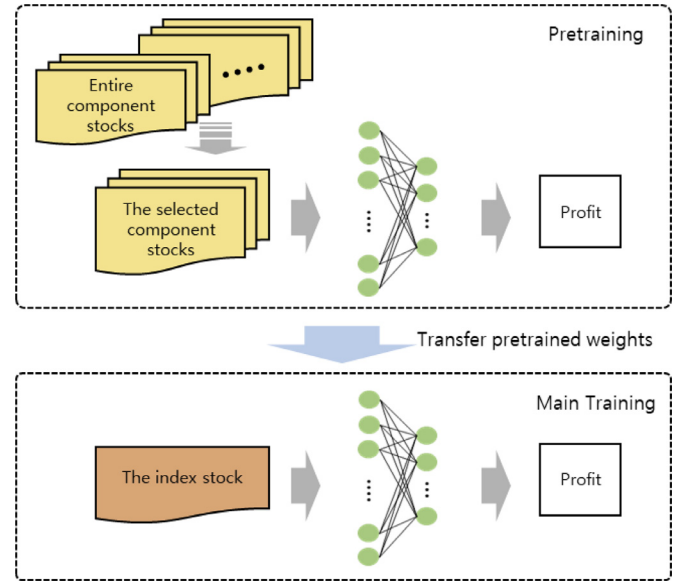 Pretraining
Entire
component
stocks
The selected
component
stocks
Profit
Transfer pretrained weights
Main Training
The index stock
Profit